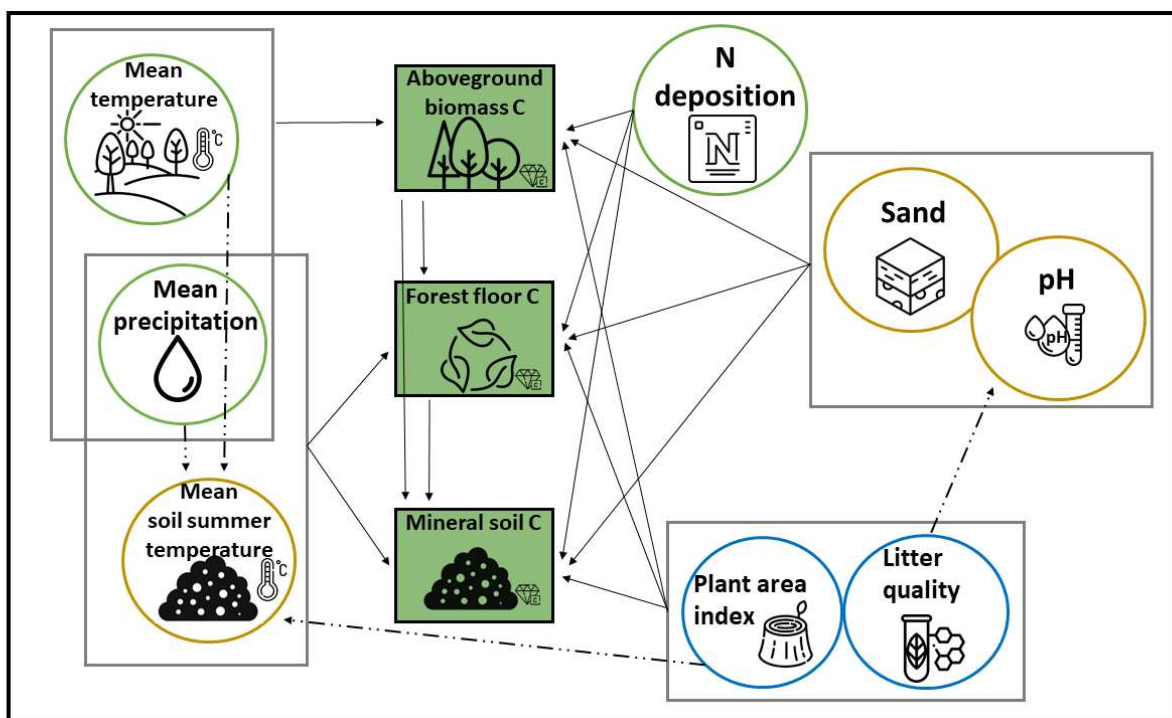 Mean
temperature
°C
Aboveground
biomass C
C
N
deposition
N
Sand
pH
pH
Mean
precipitation
Forest floor C
C
Mean
soil summer
temperature
°C
Mineral soil C
C
Plant area
index
Litter
quality